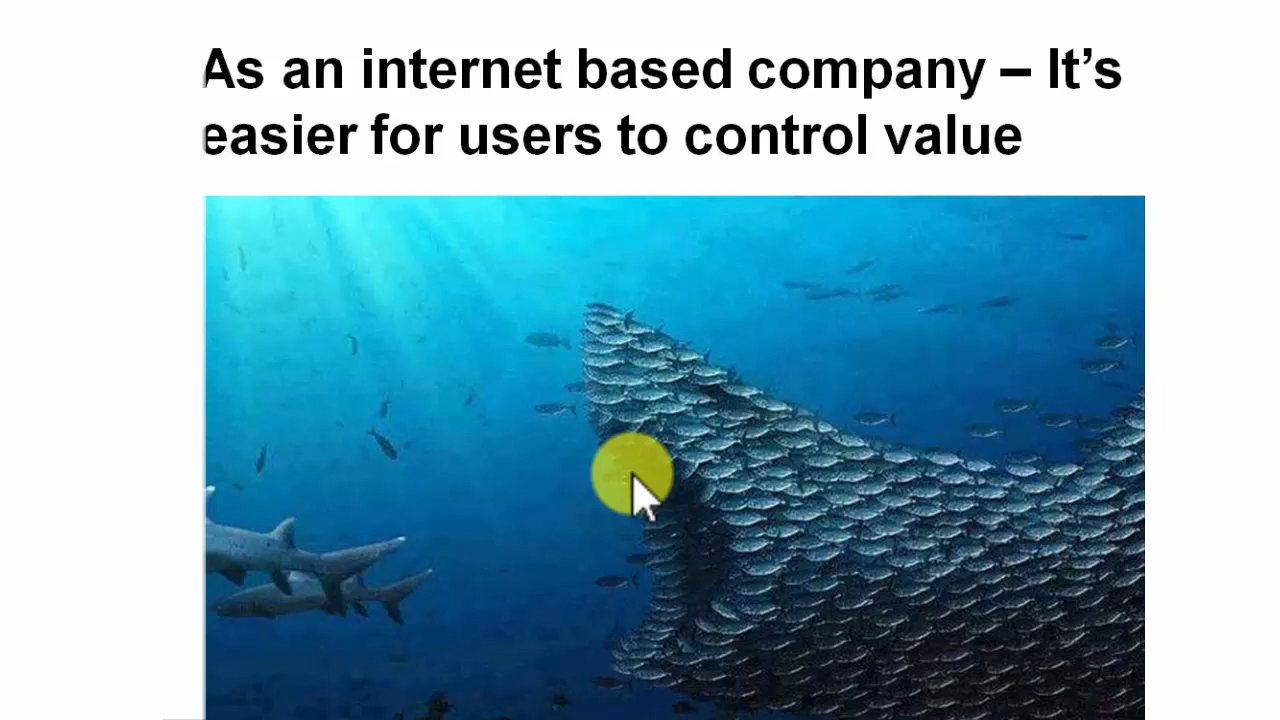 As an internet based company – It’s
easier for users to control value